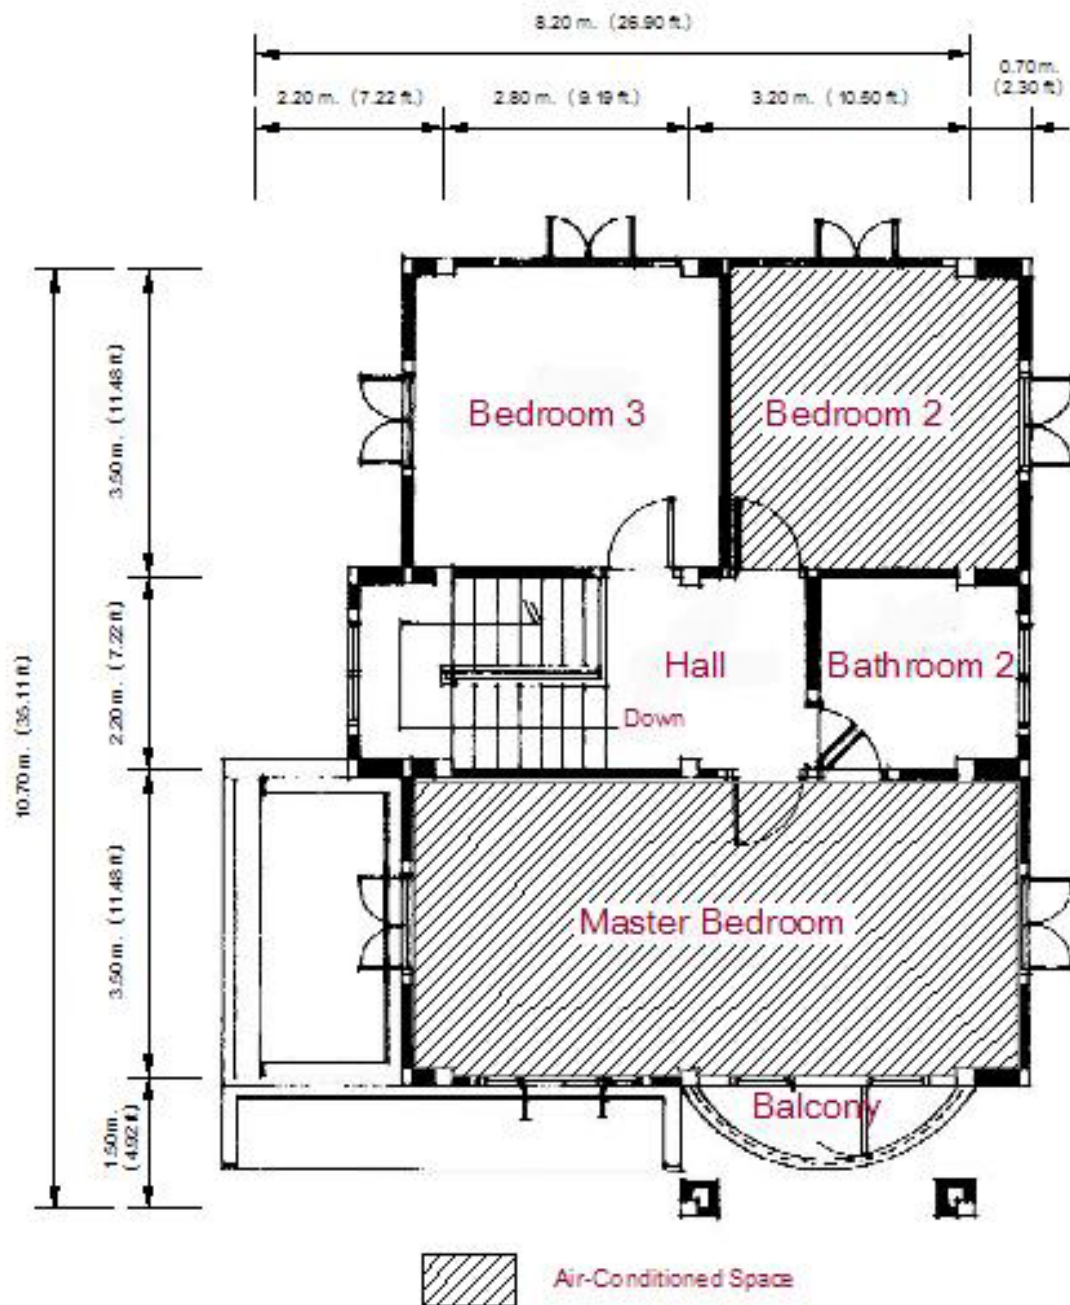 8.20 m. (26.90 ft.)
0.70 m.
(2.30 ft)
2.20 m. (7.22 ft.)
2.80 m. (9.19 ft.)
3.20 m. (10.50 ft.)
3.50 m. (11.48 ft)
Bedroom 3
Bedroom 2
2.20 m. (7.22 ft)
10.70 m. (35.11 ft)
Hall
Bathroom 2
Down
3.50 m. (11.48 ft)
Master Bedroom
Balcony
1.50 m.
(4.92 ft)
Air-Conditioned Space